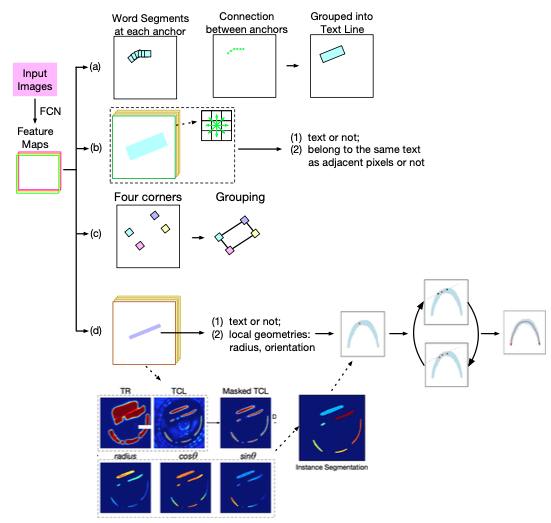 Word Segments
at each anchor
Connection
between anchors
Grouped into
Text Line
Input
Images
FCN
Feature
Maps
(a)
(b)
(1) text or not;
(2) belong to the same text
as adjacent pixels or not
Four corners
Grouping
(c)
(d)
(1) text or not;
(2) local geometries:
radius, orientation
TR
TCL
Masked TCL
D
radius
cosθ
sinθ
Instance Segmentation